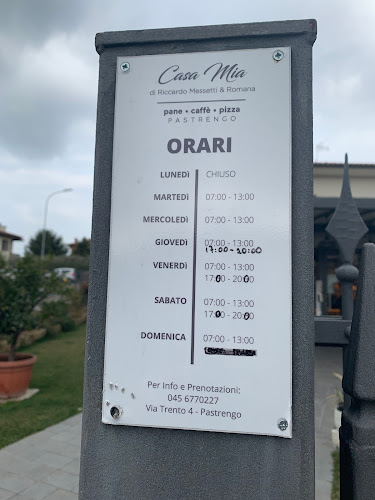 Casa Mia
di Riccardo Messetti & Romana
pane • caffè • pizza
PASTRENGO
ORARI
LUNEDÌ CHIUSO
MARTEDÌ 07:00 - 13:00
MERCOLEDÌ 07:00 - 13:00
GIOVEDÌ 07:00 - 13:00
17:00-20:00
VENERDÌ 07:00 - 13:00
17:00 - 20:00
SABATO 07:00 - 13:00
17:00 - 20:00
DOMENICA 07:00 - 13:00
Per Info e Prenotazioni:
045 6770227
Via Trento 4 - Pastrengo